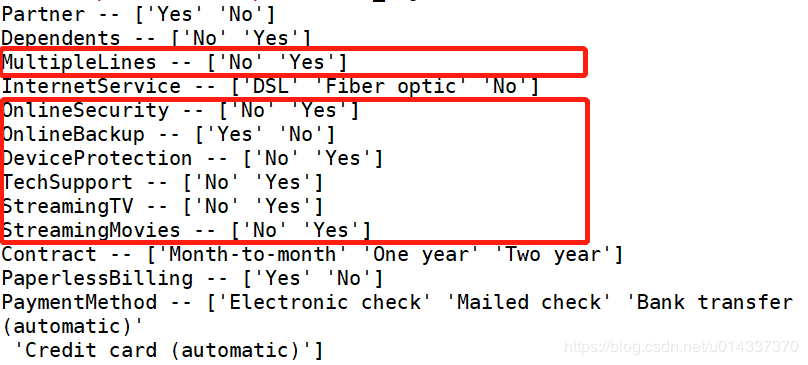 Partner -- ['Yes' 'No']
Dependents -- ['No' 'Yes']
MultipleLines -- ['No' 'Yes']
InternetService -- ['DSL' 'Fiber optic' 'No']
OnlineSecurity -- ['No' 'Yes']
OnlineBackup -- ['Yes' 'No']
DeviceProtection -- ['No' 'Yes']
TechSupport -- ['No' 'Yes']
StreamingTV -- ['No' 'Yes']
StreamingMovies -- ['No' 'Yes']
Contract -- ['Month-to-month' 'One year' 'Two year']
PaperlessBilling -- ['Yes' 'No']
PaymentMethod -- ['Electronic check' 'Mailed check' 'Bank transfer
(automatic)'
 'Credit card (automatic)']
https://blog.csdn.net/u014337370